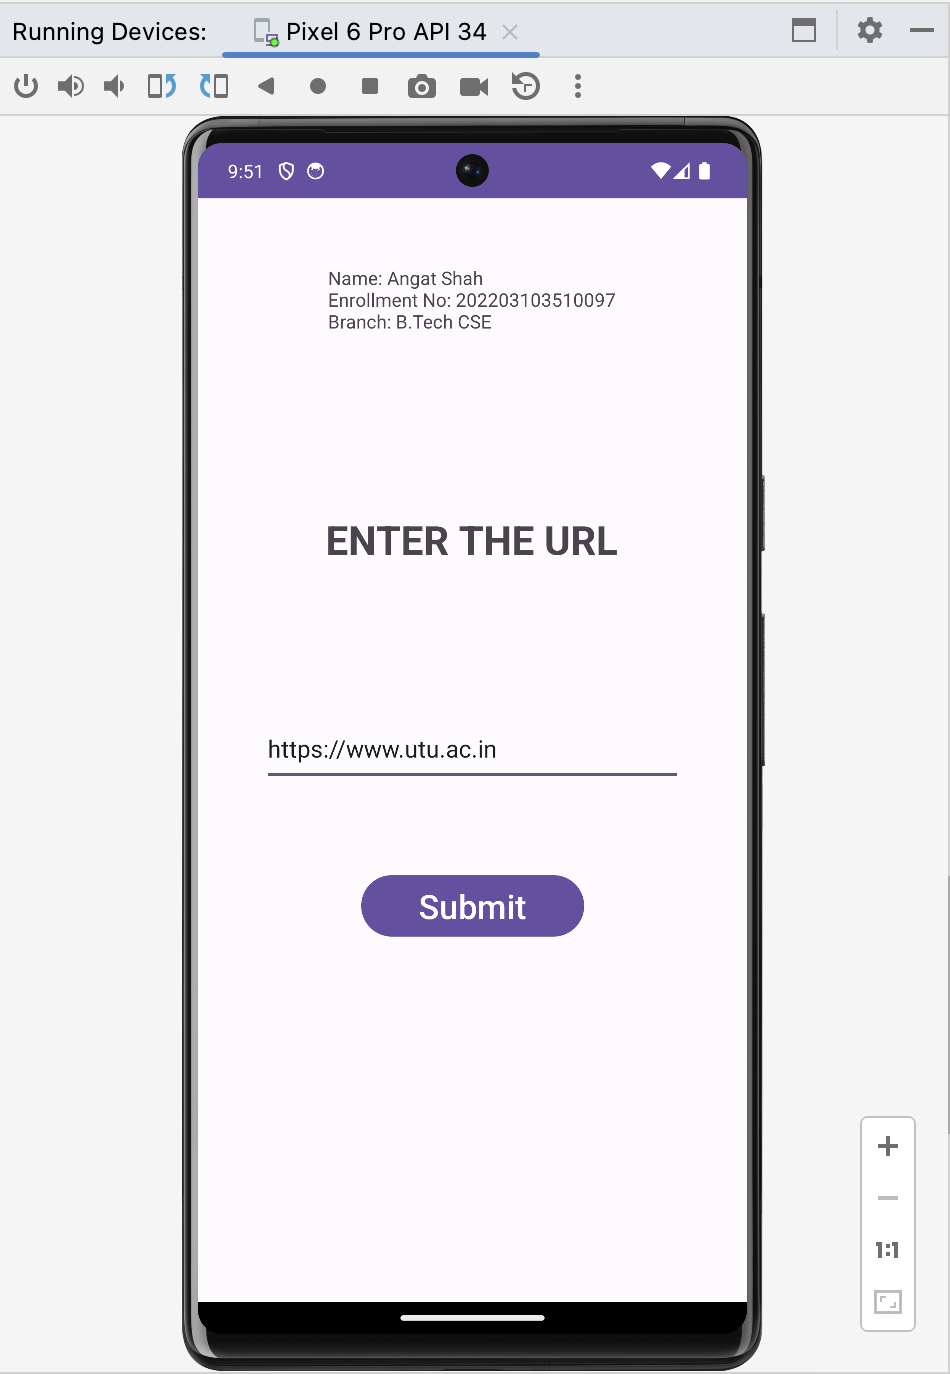 Running Devices: Pixel 6 Pro API 34
9:51
Name: Angat Shah
Enrollment No: 202203103510097
Branch: B.Tech CSE
ENTER THE URL
https://www.utu.ac.in
Submit
1:1